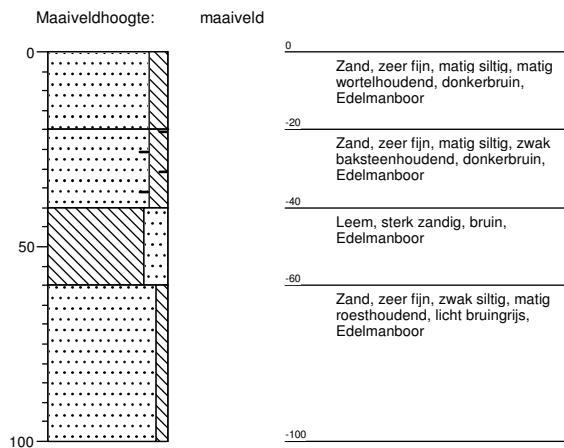 Maaiveldhoogte: maaiveld
0
0
Zand, zeer fijn, matig siltig, matig
wortelhoudend, donkerbruin,
Edelmanboor
-20
Zand, zeer fijn, matig siltig, zwak
baksteenhoudend, donkerbruin,
Edelmanboor
-40
Leem, sterk zandig, bruin,
Edelmanboor
50
-60
Zand, zeer fijn, zwak siltig, matig
roesthoudend, licht bruingrijs,
Edelmanboor
100
-100